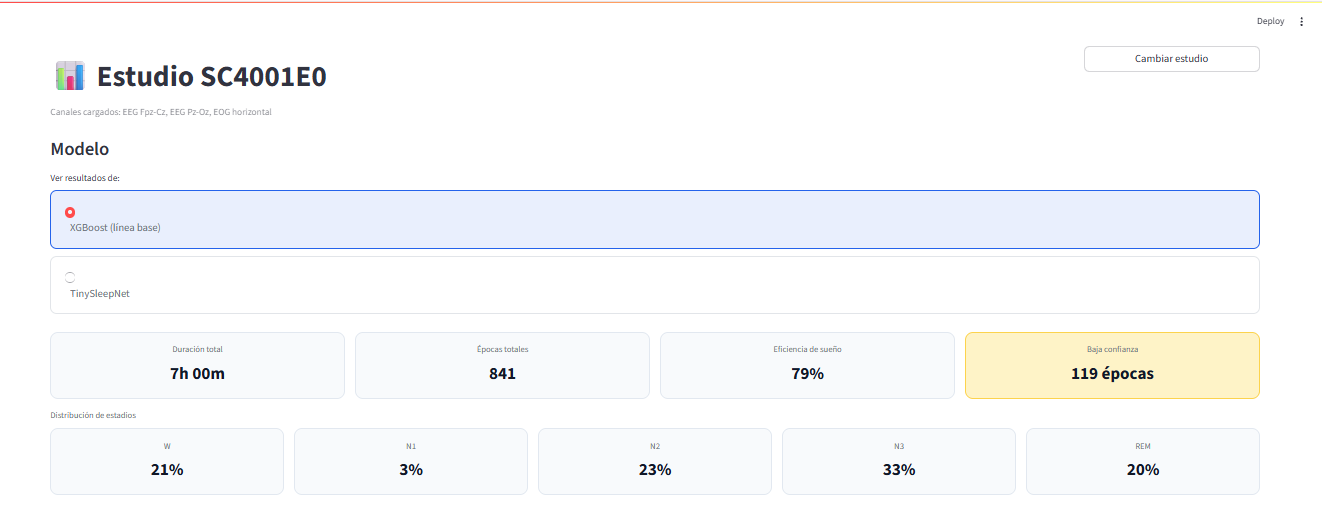 Deploy
Estudio SC4001E0
Cambiar estudio
Canales cargados: EEG Fpz-Cz, EEG Pz-Oz, EOG horizontal
Modelo
Ver resultados de:
XGBoost (línea base)
TinySleepNet
Duración total
7h 00m
Épocas totales
841
Eficiencia de sueño
79%
Baja confianza
119 épocas
Distribución de estadios
W
21%
N1
3%
N2
23%
N3
33%
REM
20%